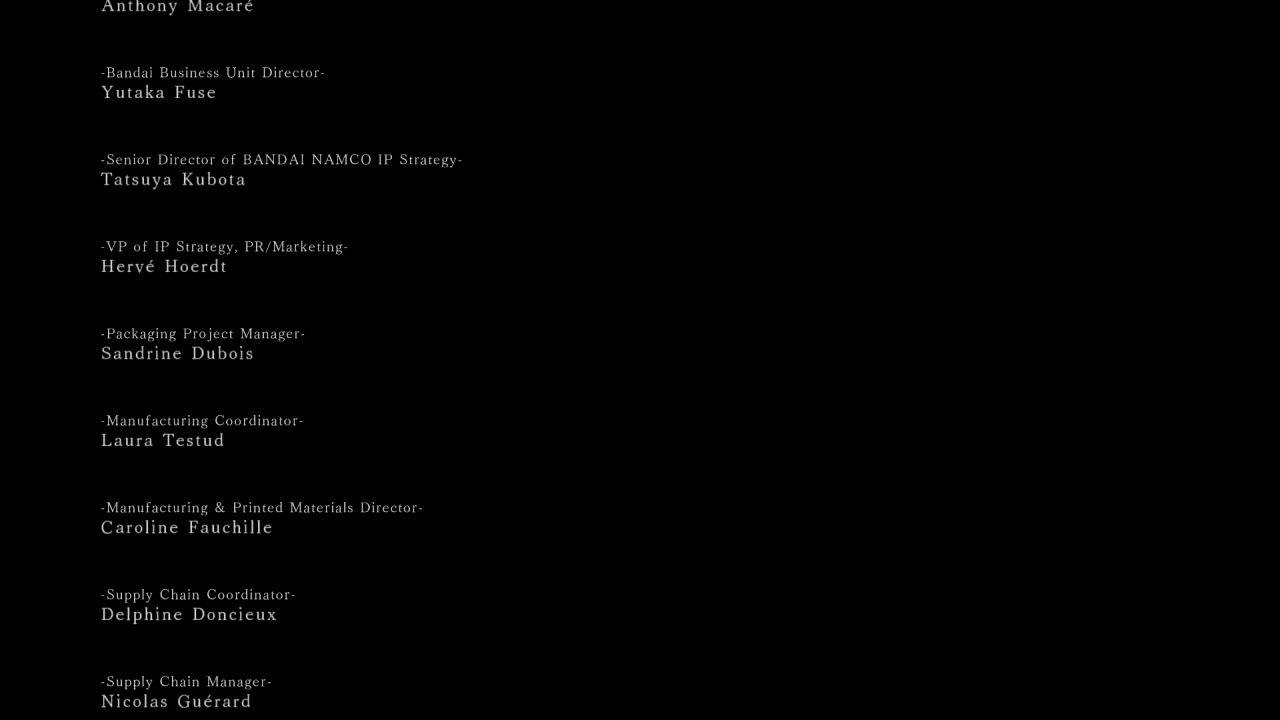 Anthony Macaré
-Bandai Business Unit Director-
Yutaka Fuse
-Senior Director of BANDAI NAMCO IP Strategy-
Tatsuya Kubota
-VP of IP Strategy, PR/Marketing-
Hervé Hoerdt
-Packaging Project Manager-
Sandrine Dubois
-Manufacturing Coordinator-
Laura Testud
-Manufacturing & Printed Materials Director-
Caroline Fauchille
-Supply Chain Coordinator-
Delphine Doncieux
-Supply Chain Manager-
Nicolas Guérard